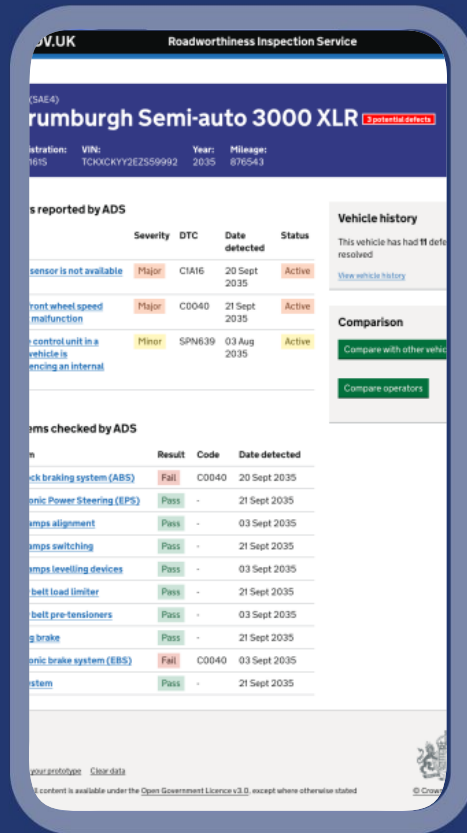 OV.UK Roadworthiness Inspection Service
(SAE4)
rumburgh Semi-auto 3000 XLR 3 potential defects
istration: VIN: Year: Mileage:
161S TCKXCKYY2EZS59992 2035 876543
s reported by ADS
Severity DTC Date detected Status
sensor is not available Major C1A16 20 Sept 2035 Active
front wheel speed malfunction Major C0040 21 Sept 2035 Active
control unit in a vehicle is encing an internal Minor SPN639 03 Aug 2035 Active
Vehicle history
This vehicle has had 11 defe
resolved
View vehicle history
Comparison
Compare with other vehic
Compare operators
ems checked by ADS
m Result Code Date detected
ck braking system (ABS) Fail C0040 20 Sept 2035
onic Power Steering (EPS) Pass - 21 Sept 2035
amps alignment Pass - 03 Sept 2035
amps switching Pass - 21 Sept 2035
amps levelling devices Pass - 03 Sept 2035
belt load limiter Pass - 21 Sept 2035
belt pre-tensioners Pass - 03 Sept 2035
g brake Pass - 21 Sept 2035
onic brake system (EBS) Fail C0040 03 Sept 2035
stem Pass - 21 Sept 2035
your prototype Clear data
ll content is available under the Open Government Licence v3.0, except where otherwise stated
© Crow